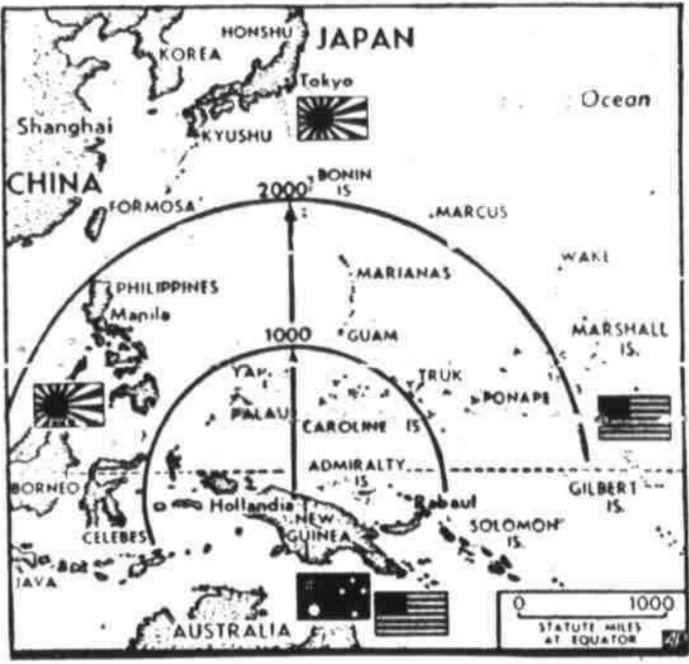 HONSHU
JAPAN
KOREA
Tokyo
Ocean
Shanghai
KYUSHU
CHINA
2000
BONIN
IS
FORMOSA
MARCUS
WAKE
PHILIPPINES
MARIANAS
Manila
1000
GUAM
MARSHALL
IS.
YAP
TRUK
PONAPE
PALAU
CAROLINE IS
ADMIRALTY
IS
BORNEO
GILBERT
IS.
Hollandia
Rabaul
NEW
GUINEA
SOLOMON
IS.
CELEBES
JAVA
0 1000
STATUTE MILES
AT EQUATOR
AP
AUSTRALIA